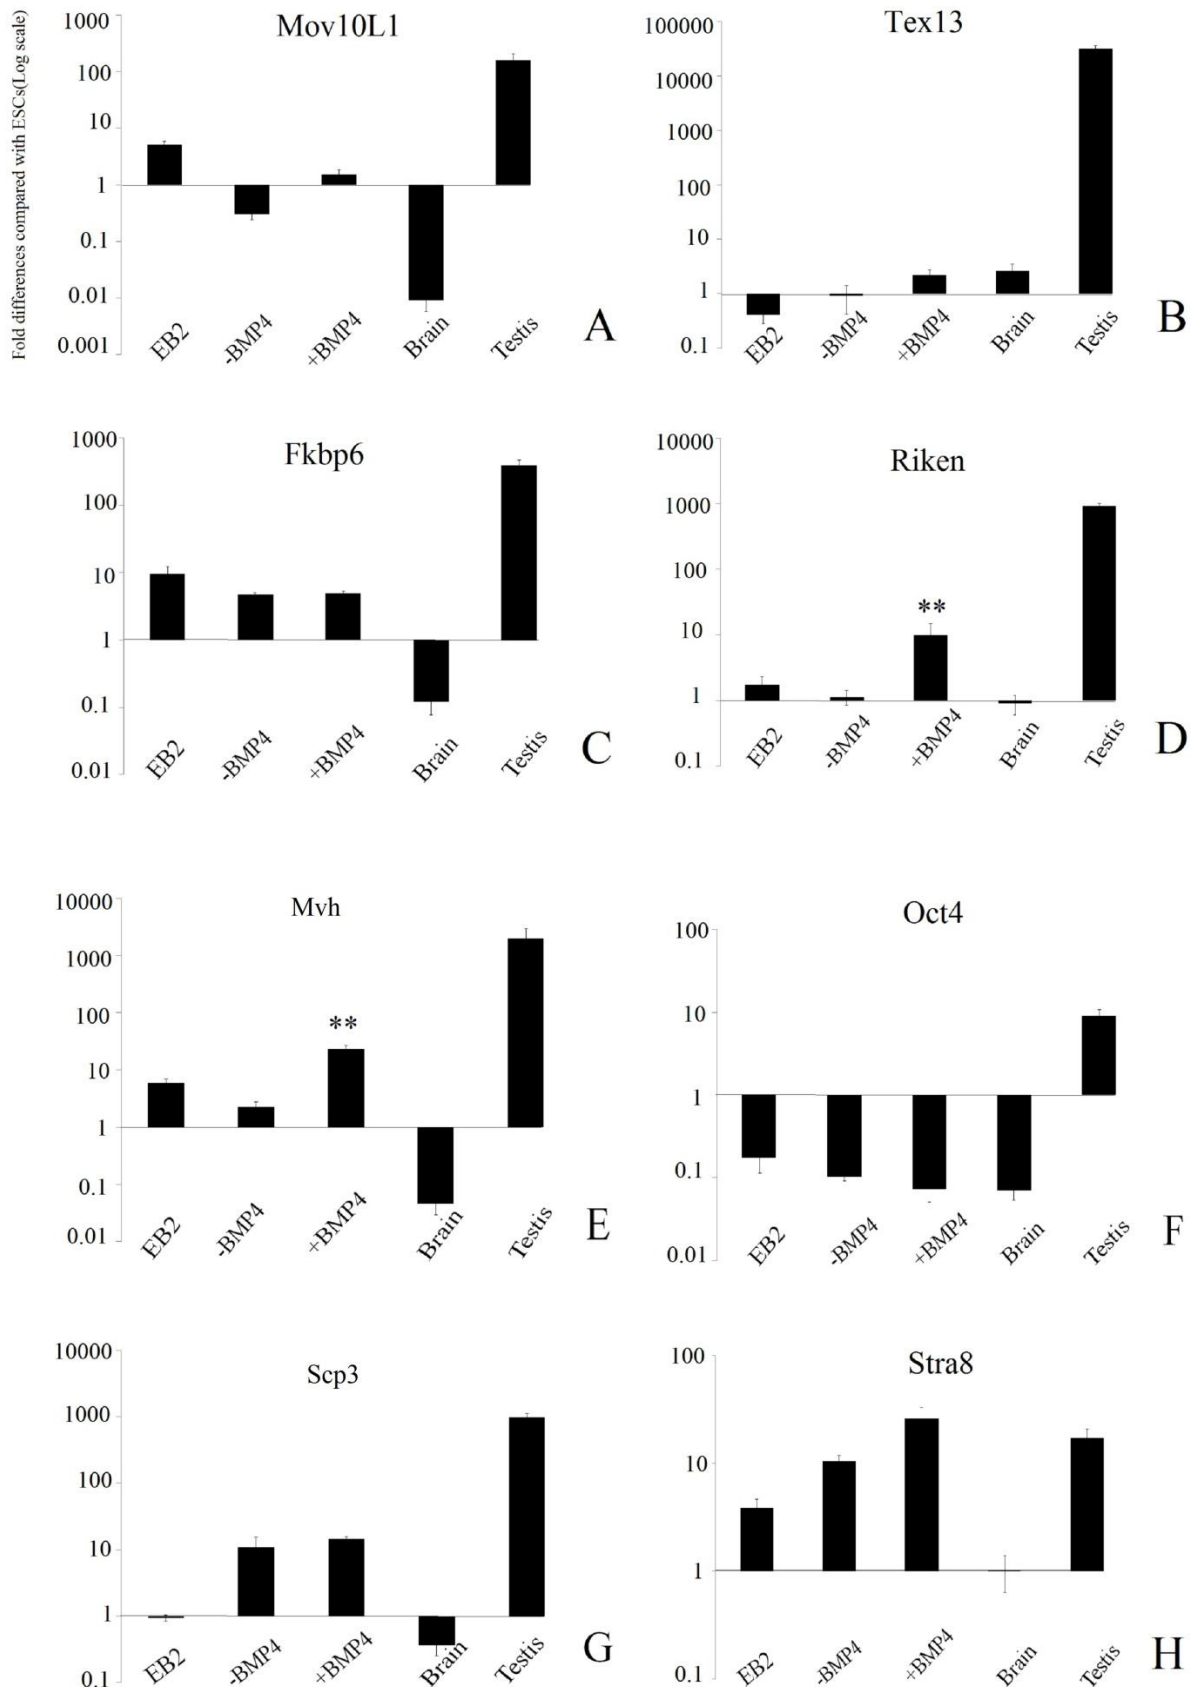 Fold differences compared with ESCs(Log scale)
Mov10L1
1000
100
10
1
0.1
0.01
0.001
EB2
-BMP4
+BMP4
Brain
Testis
A
Tex13
100000
10000
1000
100
10
1
0.1
EB2
-BMP4
+BMP4
Brain
Testis
B
Fkbp6
1000
100
10
1
0.1
0.01
EB2
-BMP4
+BMP4
Brain
Testis
C
Riken
10000
1000
100
10
1
0.1
**
EB2
-BMP4
+BMP4
Brain
Testis
D
Mvh
10000
1000
100
10
1
0.1
0.01
**
EB2
-BMP4
+BMP4
Brain
Testis
E
Oct4
100
10
1
0.1
0.01
EB2
-BMP4
+BMP4
Brain
Testis
F
Scp3
10000
1000
100
10
1
0.1
EB2
-BMP4
+BMP4
Brain
Testis
G
Stra8
100
10
1
0.1
EB2
-BMP4
+BMP4
Brain
Testis
H